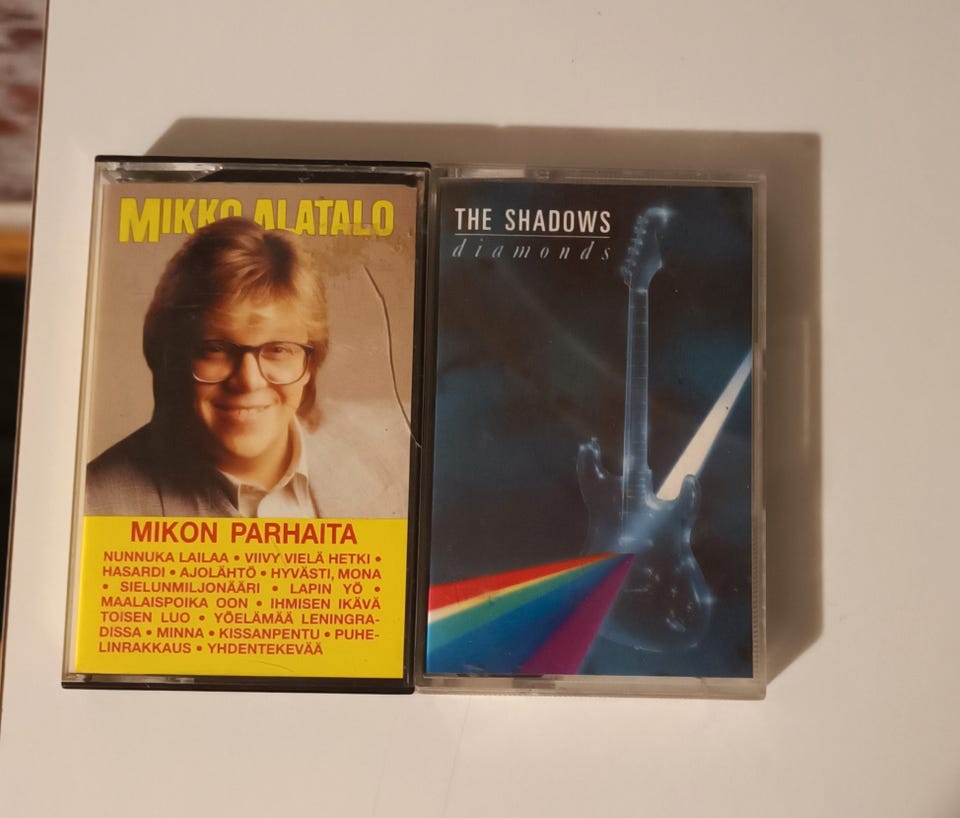 MIKKO ALATALO
MIKON PARHAITA
NUNNUKA LAILAA • VIIVY VIELÄ HETKI •
HASARDI • AJOLÄHTÖ • HYVÄSTI, MONA
• SIELUNMILJONÄÄRI • LAPIN YÖ •
MAALAISPOIKA OON • IHMISEN IKÄVÄ
TOISEN LUO • YÖELÄMÄÄ LENINGRA-
DISSA • MINNA • KISSANPENTU • PUHE-
LINRAKKAUS • YHDENTEKEVÄÄ
THE SHADOWS
diamonds